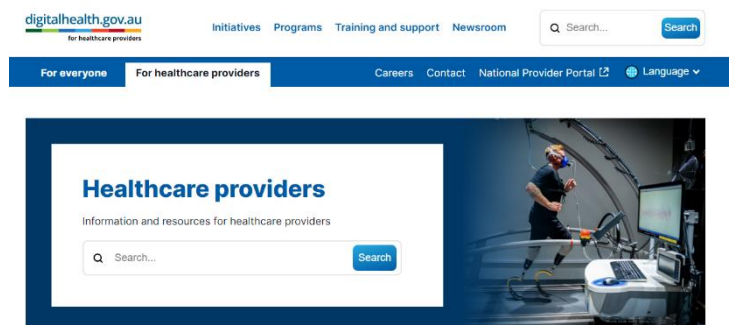 digitalhealth.gov.au
for healthcare providers
Initiatives Programs Training and support Newsroom
Search... Search
For everyone For healthcare providers
Careers Contact National Provider Portal Language
Healthcare providers
Information and resources for healthcare providers
Search... Search